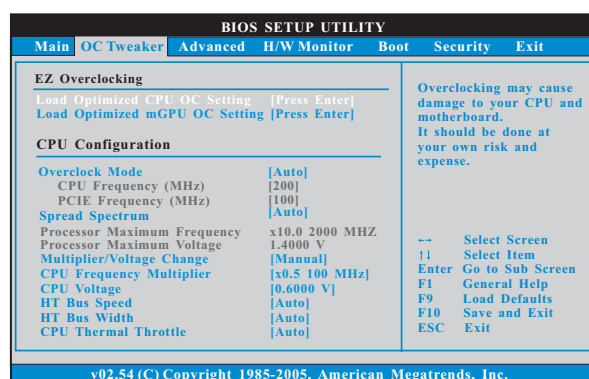 BIOS SETUP UTILITY
Main OC Tweaker Advanced H/W Monitor Boot Security Exit
EZ Overclocking
Load Optimized CPU OC Setting [Press Enter]
Load Optimized mGPU OC Setting [Press Enter]
CPU Configuration
Overclock Mode [Auto]
CPU Frequency (MHz) [200]
PCIE Frequency (MHz) [100]
Spread Spectrum [Auto]
Processor Maximum Frequency x10.0 2000 MHZ
Processor Maximum Voltage 1.4000 V
Multiplier/Voltage Change [Manual]
CPU Frequency Multiplier [x0.5 100 MHz]
CPU Voltage [0.6000 V]
HT Bus Speed [Auto]
HT Bus Width [Auto]
CPU Thermal Throttle [Auto]
Overclocking may cause
damage to your CPU and
motherboard.
It should be done at
your own risk and
expense.
←→ Select Screen
↑↓ Select Item
Enter Go to Sub Screen
F1 General Help
F9 Load Defaults
F10 Save and Exit
ESC Exit
v02.54 (C) Copyright 1985-2005, American Megatrends, Inc.